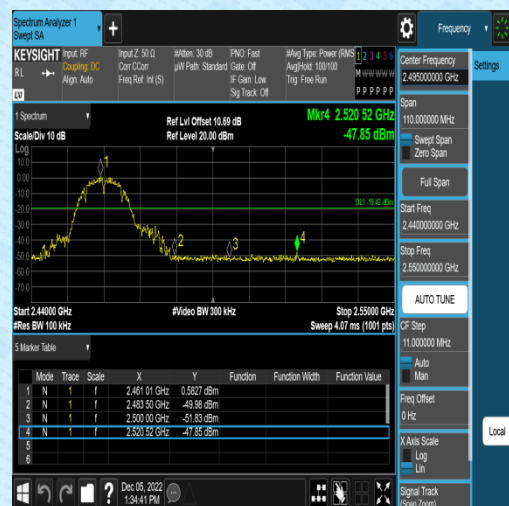 Spectrum Analyzer 1
Swept SA
+
Frequency
KEYSIGHT
R L
Input: RF
Coupling: DC
Align: Auto
Input Z: 50 Ω
Corr CCorr
Freq Ref: Int (S)
#Atten: 30 dB
µW Path: Standard
PNO: Fast
Gate: Off
IF Gain: Low
Sig Track: Off
#Avg Type: Power (RMS
Avg|Hold: 100/100
Trig: Free Run
1 2 3 4 5 6
M W W W W W
P P P P P P
1 Spectrum
Scale/Div 10 dB
Ref Lvl Offset 10.69 dB
Ref Level 20.00 dBm
Mkr4 2.520 52 GHz
-47.85 dBm
Log
10.0
0.00
-10.0
-20.0
-30.0
-40.0
-50.0
-60.0
-70.0
1
2
3
4
DL1 -19.42 dBm
Start 2.44000 GHz
#Res BW 100 kHz
#Video BW 300 kHz
Stop 2.55000 GHz
Sweep 4.07 ms (1001 pts)
5 Marker Table
Mode Trace Scale X Y Function Function Width Function Value
1 N 1 f 2.461 01 GHz 0.5827 dBm
2 N 1 f 2.483 50 GHz -49.98 dBm
3 N 1 f 2.500 00 GHz -51.83 dBm
4 N 1 f 2.520 52 GHz -47.85 dBm
5
6
?
Dec 05, 2022
1:34:41 PM
Center Frequency
2.495000000 GHz
Span
110.000000 MHz
Swept Span
Zero Span
Full Span
Start Freq
2.440000000 GHz
Stop Freq
2.550000000 GHz
AUTO TUNE
CF Step
11.000000 MHz
Auto
Man
Freq Offset
0 Hz
X Axis Scale
Log
Lin
Signal Track
(Span Zoom)
Settings
Local